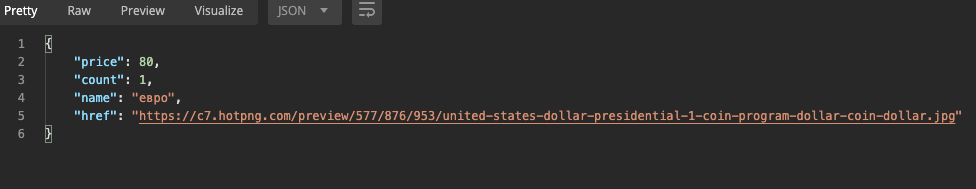 Pretty Raw Preview Visualize JSON
1 {
2 "price": 80,
3 "count": 1,
4 "name": "евро",
5 "href": "https://c7.hotpng.com/preview/577/876/953/united-states-dollar-presidential-1-coin-program-dollar-coin-dollar.jpg"
6 }